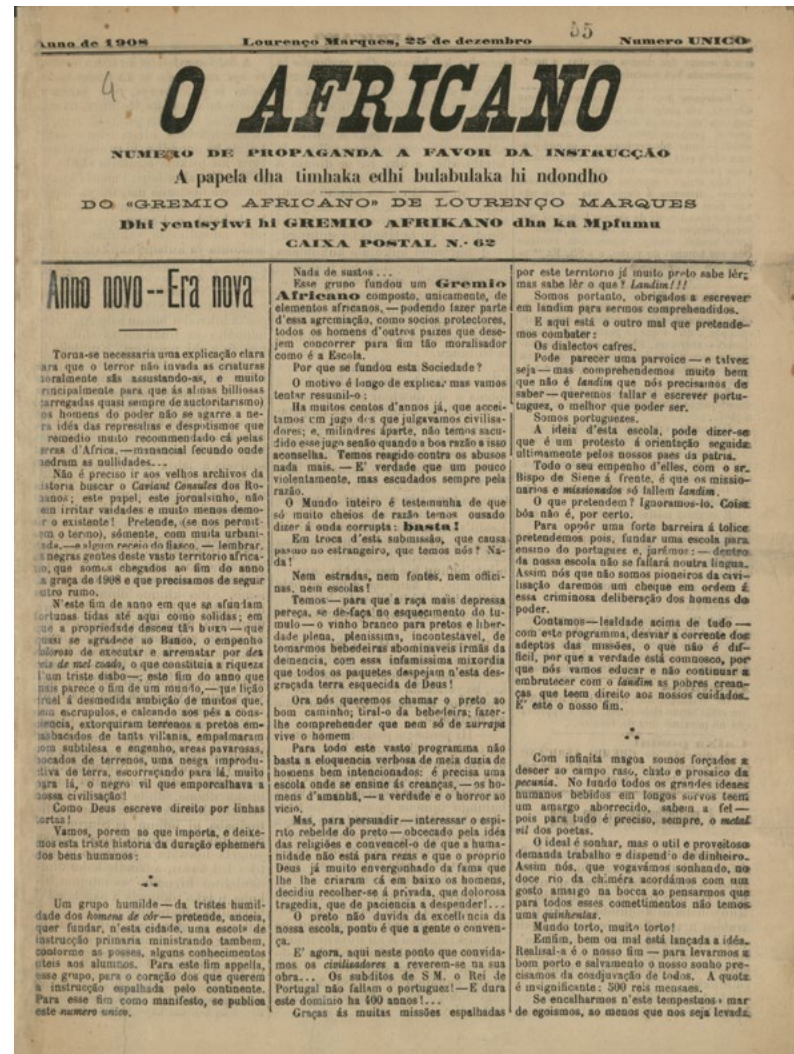 Anno de 1908
Lourenço Marques, 25 de dezembro
55
Numero UNICO
4
O AFRICANO
NUMERO DE PROPAGANDA A FAVOR DA INSTRUCÇÃO
A papela dha timhaka edhi bulabulaka hi ndondho
DO «GREMIO AFRICANO» DE LOURENÇO MARQUES
Dhi yentsyiwi hi GREMIO AFRIKANO dha ka Mpfumu
CAIXA POSTAL N.· 62
Anno novo--Era nova
Torna-se necessaria uma explicação clara
ara que o terror não invada as criaturas
oralmente sãs assustando-as, e muito
rincipalmente para que ás almas billiosas
carregadas quasi sempre de auctoritarismo)
os homens do poder não se agarre a ne-
ra idéa das represalias e despotismos que
remedio muito recommendado cá pelas
erras d'Africa.—manancial fecundo onde
medram as nullidades...
Não é preciso ir aos velhos archivos da
istoria buscar o Caviant Consules dos Ro-
manos; este papel, este jornalsinho, não
em irritar vaidades e muito menos demo-
r o existente! Pretende, (se nos permit-
m o termo), sómente, com muita urbani-
ade.—e algum receio do fiasco, — lembrar,
a negras gentes deste vasto territorio africa-
o, que somos chegados ao fim do anno
a graça de 1908 e que precisamos de seguir
utro rumo.
N'este fim de anno em que se afundam
ortunas tidas até aqui como solidas; em
ue a propriedade desceu tão baixo—que
uasi se agradece ao Banco, o empenho
oloroso de executar e arrematar por dez
eis de mel coado, o que constituia a riqueza
'um triste diabo—; este fim do anno que
mais parece o fim de um mundo,—que lição
ruel á desmedida ambição de muitos que,
em escrupulos, e calcando aos pés a cons-
iencia, extorquiram terrenos a pretos em-
babacados de tanta villania, empalmaram
com subtilesa e engenho, areas pavorosas,
bocados de terrenos, uma nesga improdu-
ctiva de terra, escorraçando para lá, muito
para lá, o negro vil que emporcalhava a
nossa civilisação!
Como Deus escreve direito por linhas
tortas!
Vamos, porem ao que importa, e deixe-
mos esta triste historia da duração ephemera
dos bens humanos:
Um grupo humilde—da tristes humil-
dade dos homens de côr—pretende, anceia,
quer fundar, n'esta cidade, uma escola de
instrucção primaria ministrando tambem,
conforme as posses, alguns conhecimentos
uteis aos alumnos. Para este fim appella,
esse grupo, para o coração dos que querem
a instrucção espalhada pelo continente.
Para esse fim como manifesto, se publica
este numero unico.
Nada de sustos...
Esse grupo fundou um Gremio
Africano composto, unicamente, de
elementos africanos,—podendo fazer parte
d'essa agremiação, como socios protectores,
todos os homens d'outros paizes que dese-
jem concorrer para fim tão moralisador
como é a Escola.
Por que se fundou esta Sociedade?
O motivo é longo de explicar mas vamos
tentar resumil-o:
Ha muitos centos d'annos já, que accei-
tamos um jugo dos que julgavamos civilisa-
dores; e, milindres áparte, não temos sacu-
dido esse jugo senão quando a boa razão a isso
aconselha. Temos reagido contra os abusos
nada mais. — E' verdade que um pouco
violentamente, mas escudados sempre pela
razão.
O Mundo inteiro é testemunha de que
só muito cheios de razão temos ousado
dizer á onda corrupta: basta!
Em troca d'esta submissão, que causa
pasmo no estrangeiro, que temos nós? Na-
da!
Nem estradas, nem fontes, nem offici-
nas, nem escolas!
Temos—para que a raça mais depressa
pereça, se desfaça no esquecimento do tu-
mulo—o vinho branco para pretos e liber-
dade plena, plenissima, incontestavel, de
tomarmos bebedeiras abominaveis irmãs da
demencia, com essa infamissima mixordia
que todos os paquetes despejam n'esta des-
graçada terra esquecida de Deus!
Ora nós queremos chamar o preto ao
bom caminho; tiral-o da bebedeira; fazer-
lhe comprehender que nem só de zurrapa
vive o homem
Para todo este vasto programma não
basta a eloquencia verbosa de meia duzia de
homens bem intencionados: é precisa uma
escola onde se ensine ás creanças,—os ho-
mens d'amanhã,—a verdade e o horror ao
vicio.
Mas, para persuadir—interessar o espi-
rito rebelde do preto—obcecado pela idéa
das religiões e convencel-o de que a huma-
nidade não está para rezas e que o proprio
Deus já muito envergonhado da fama que
lhe lhe criaram cá em baixo os homens,
decidiu recolher-se á privada, que dolorosa
tragedia, que de paciencia a despender!...
O preto não duvida da excellencia da
nossa escola, ponto é que a gente o conven-
ça.
E' agora, aqui neste ponto que convida-
mos os civilisadores a reverem-se na sua
obra... Os subditos de S.M. o Rei de
Portugal não fallam o portuguez!—E dura
este dominio ha 400 annos!...
Graças ás muitas missões espalhadas
por este territorio já muito preto sabe lêr;
mas sabe lêr o que? Landim!!!
Somos portanto, obrigados a escrever
em landim para sermos comprehendidos.
E aqui está o outro mal que pretende-
mos combater:
Os dialectos cafres.
Pode parecer uma parvoice—e talvez
seja—mas comprehendemos muito bem
que não é landim que nós precisamos de
saber—queremos fallar e escrever portu-
tuguez, o melhor que poder ser.
Somos portuguezes.
A ideia d'esta escola, pode dizer-se
que é um protesto á orientação seguida
ultimamente pelos nossos paes da patria.
Todo o seu empenho d'elles, com o sr.
Bispo de Siene á frente, é que os missio-
narios e missionados só fallem landim.
O que pretendem? Ignoramos-lo. Coisa
bôa não é, por certo.
Para oppôr uma forte barreira á tolice
pretendemos pois, fundar uma escola para
ensino do portuguez e, jurâmos:—dentro
da nossa escola não se fallará noutra lingua.
Assim nós que não somos pioneiros da civi-
lisação daremos um cheque em ordem á
essa criminosa deliberação dos homens do
poder.
Contamos—lealdade acima de tudo—
com este programma, desviar a corrente dos
adeptos das missões, o que não é dif-
ficil, por que a verdade está comnosco, por
que nós vamos educar e não continuar a
embrutecer com o landim as pobres crean-
ças que teem direito aos nossos cuidados.
E' este o nosso fim.
Com infinita magoa somos forçados a
descer ao campo raso, chato e prosaico da
pecunia. No fundo todos os grandes ideaes
humanos bebidos em longos sorvos teem
um amargo aborrecido, sabem a fel—
pois para tudo é preciso, sempre, o metal
vil dos poetas.
O ideal é sonhar, mas o util e proveitoso
demanda trabalho e dispendio de dinheiro.
Assim nós, que vogavámos sonhando, no
doce rio da chiméra acordámos com um
gosto amargo na bocca ao pensarmos que
para todos esses comettimentos não temos
uma quinhentas.
Mundo torto, muito torto!
Emfim, bem ou mal está lançada a idéa.
Realisal-a é o nosso fim—para levarmos a
bom porto e salvamento o nosso sonho pre-
cisamos da coadjuvação de todos. A quota
é insignificante: 500 reis mensaes.
Se encalharmos n'este tempestuoso mar
de egoismos, ao menos que nos seja levada